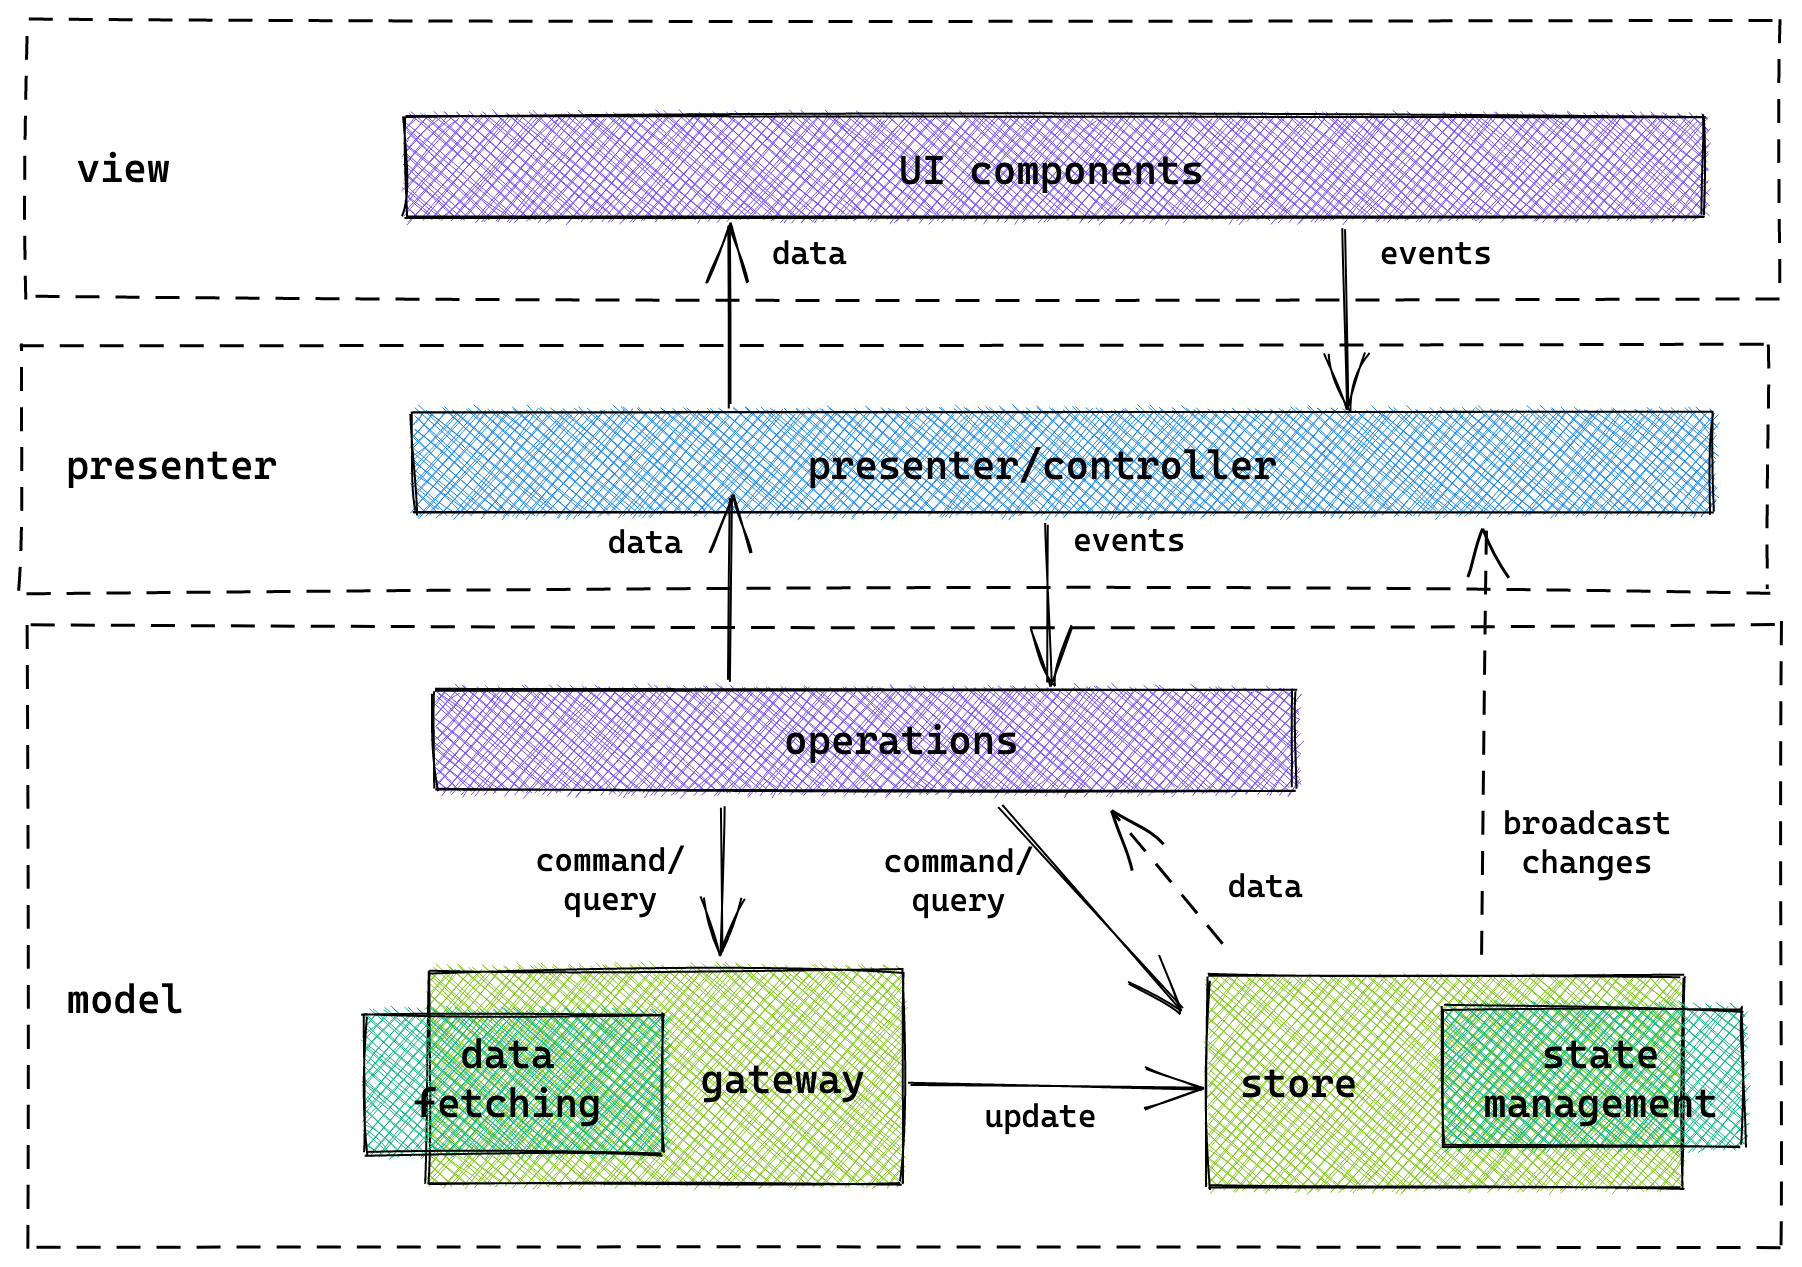 view
UI components
data
events
presenter
presenter/controller
data
events
operations
command/
query
command/
query
data
broadcast
changes
model
data
fetching
gateway
update
store
state
management